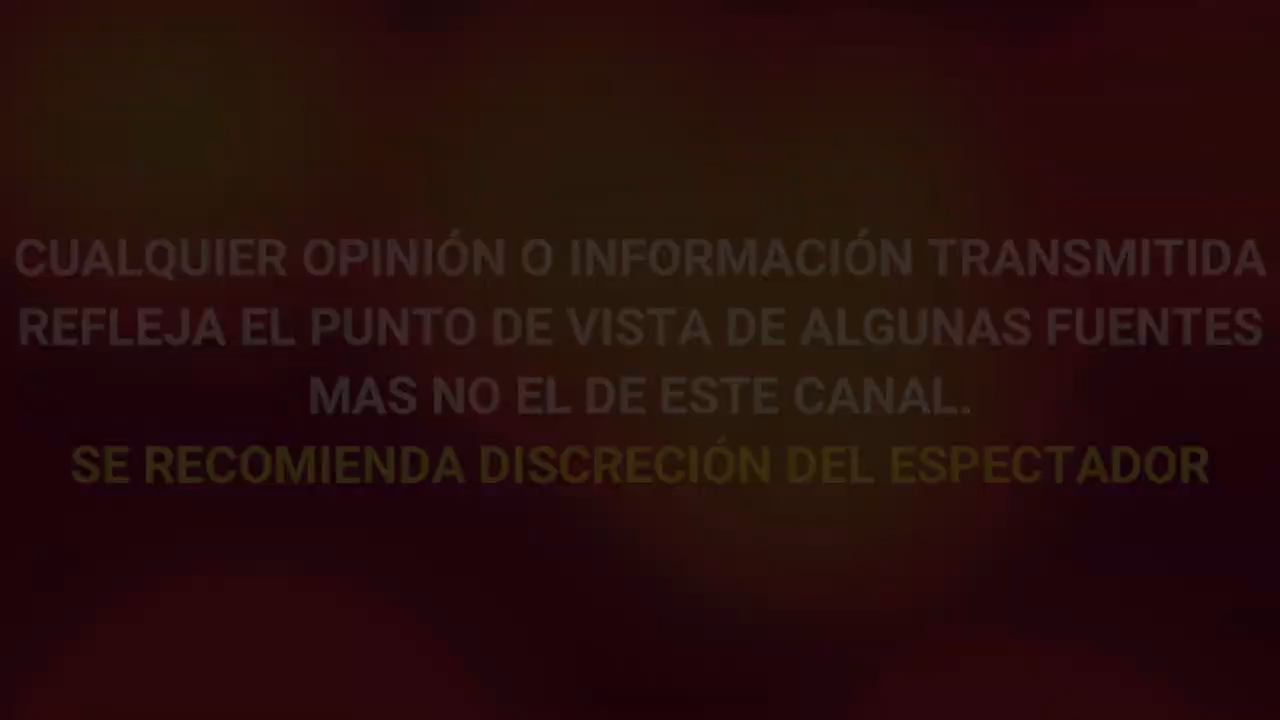 CUALQUIER OPINIÓN O INFORMACIÓN TRANSMITIDA
REFLEJA EL PUNTO DE VISTA DE ALGUNAS FUENTES
MAS NO EL DE ESTE CANAL.
SE RECOMIENDA DISCRECIÓN DEL ESPECTADOR